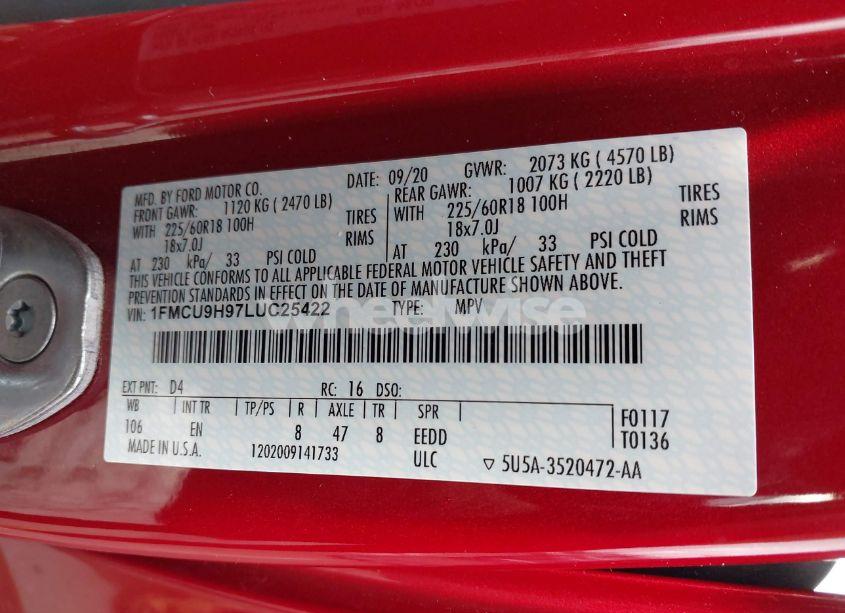 MFD. BY FORD MOTOR CO. DATE: 09/20 GVWR: 2073 KG ( 4570 LB)
FRONT GAWR: 1120 KG ( 2470 LB) REAR GAWR: 1007 KG ( 2220 LB)
WITH 225/60R18 100H TIRES WITH 225/60R18 100H TIRES
18x7.0J RIMS 18x7.0J RIMS
AT 230 kPa/ 33 PSI COLD AT 230 kPa/ 33 PSI COLD
THIS VEHICLE CONFORMS TO ALL APPLICABLE FEDERAL MOTOR VEHICLE SAFETY AND THEFT
PREVENTION STANDARDS IN EFFECT ON THE DATE OF MANUFACTURE SHOWN ABOVE.
VIN: 1FMCU9H97LUC25422 TYPE: MPV
wheelwise
EXT PNT: D4 RC: 16 DSO:
WB INT TR TP/PS R AXLE TR SPR F0117
106 EN 8 47 8 EEDD T0136
MADE IN U.S.A. 1202009141733 ULC ▽ 5U5A-3520472-AA